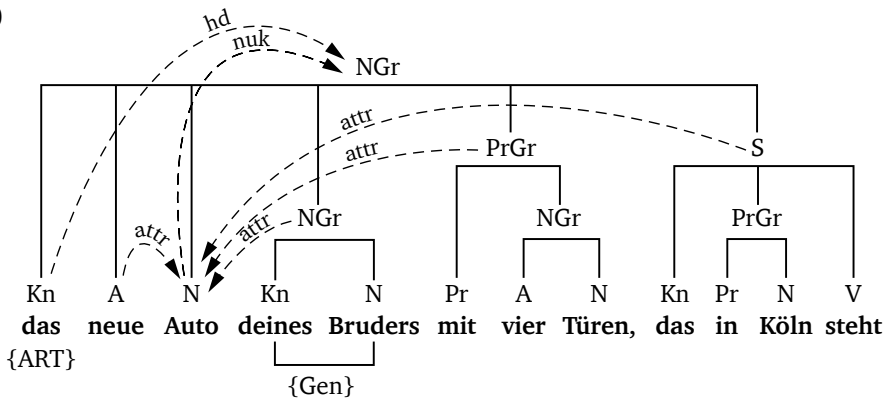 )
hd
nuk
NGr
attr
PrGr
S
attr
NGr
NGr
PrGr
attr
attr
Kn A N Kn N Pr A N Kn Pr N V
das neue Auto deines Bruders mit vier Türen, das in Köln steht
{ART}
{Gen}